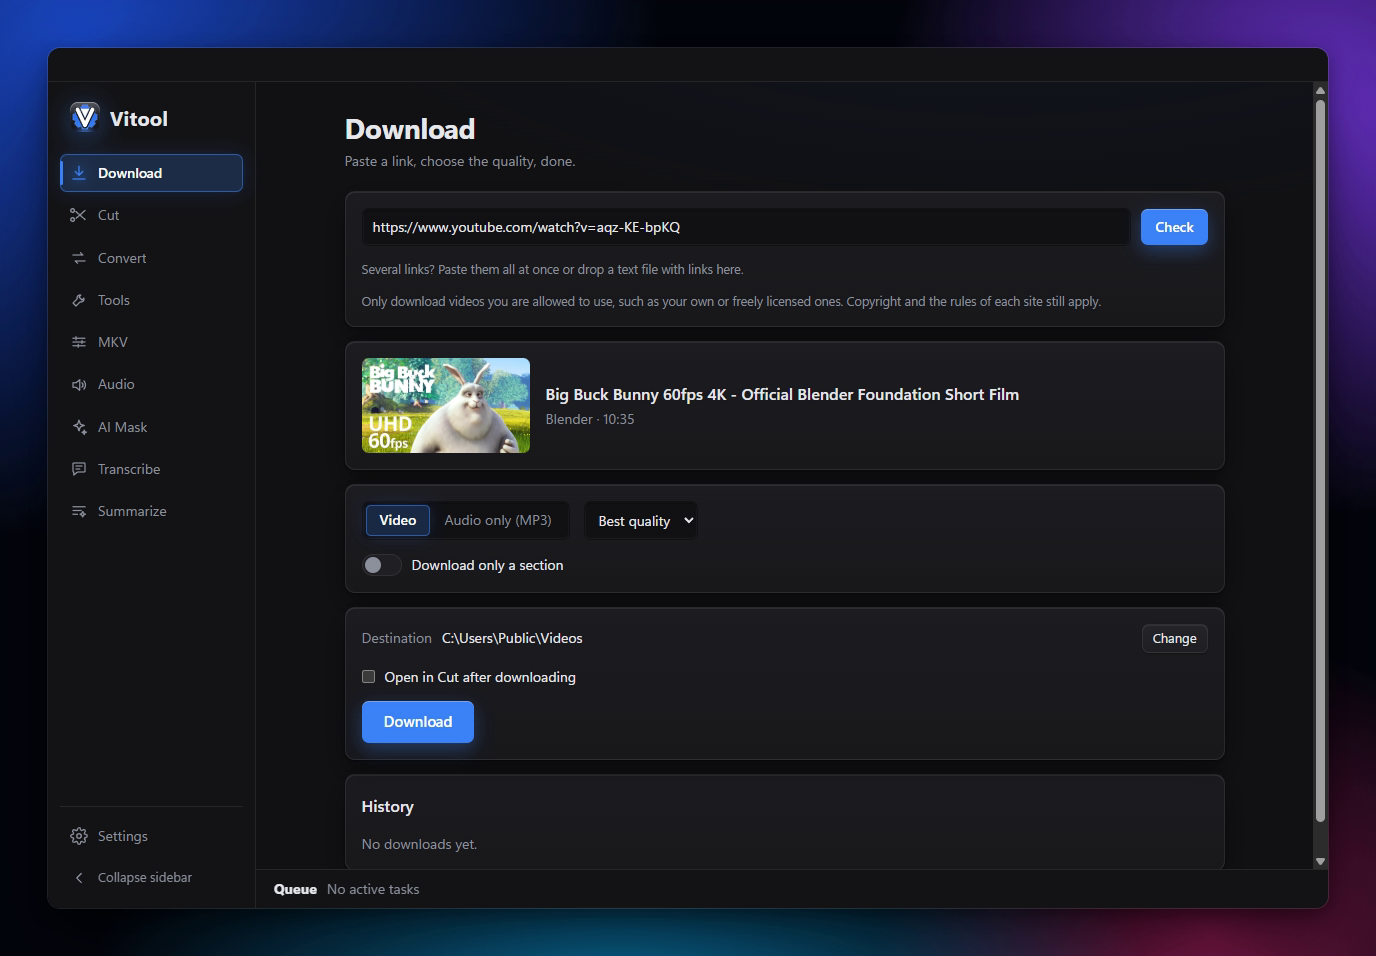 Vitool
Download
Cut
Convert
Tools
MKV
Audio
AI Mask
Transcribe
Summarize
Settings
Collapse sidebar
Download
Paste a link, choose the quality, done.
https://www.youtube.com/watch?v=aqz-KE-bpKQ
Check
Several links? Paste them all at once or drop a text file with links here.
Only download videos you are allowed to use, such as your own or freely licensed ones. Copyright and the rules of each site still apply.
Big Buck
BUNNY
UHD
60fps
Big Buck Bunny 60fps 4K - Official Blender Foundation Short Film
Blender · 10:35
Video
Audio only (MP3)
Best quality
Download only a section
Destination C:\Users\Public\Videos
Change
Open in Cut after downloading
Download
History
No downloads yet.
Queue No active tasks